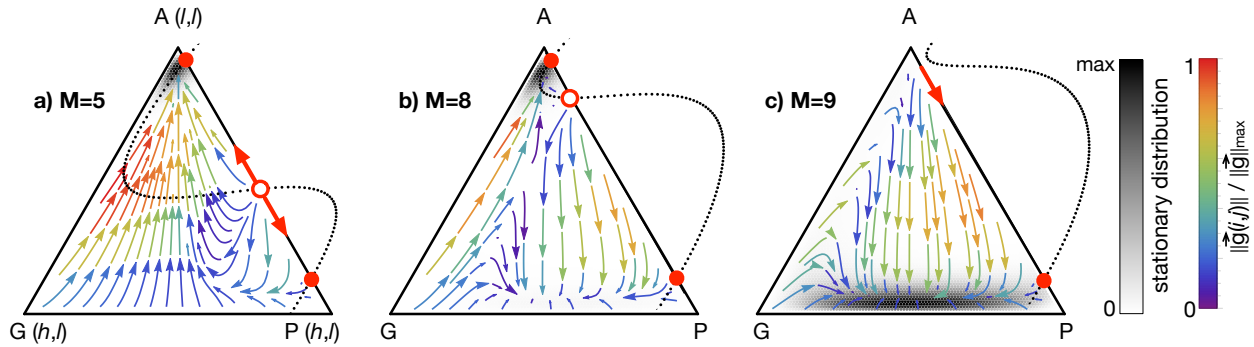 A (l,l)
a) M=5
G (h,l)
P (h,l)
A
b) M=8
G
P
A
c) M=9
G
P
max
0
stationary distribution
1
0
||g(i,j)|| / ||g||max